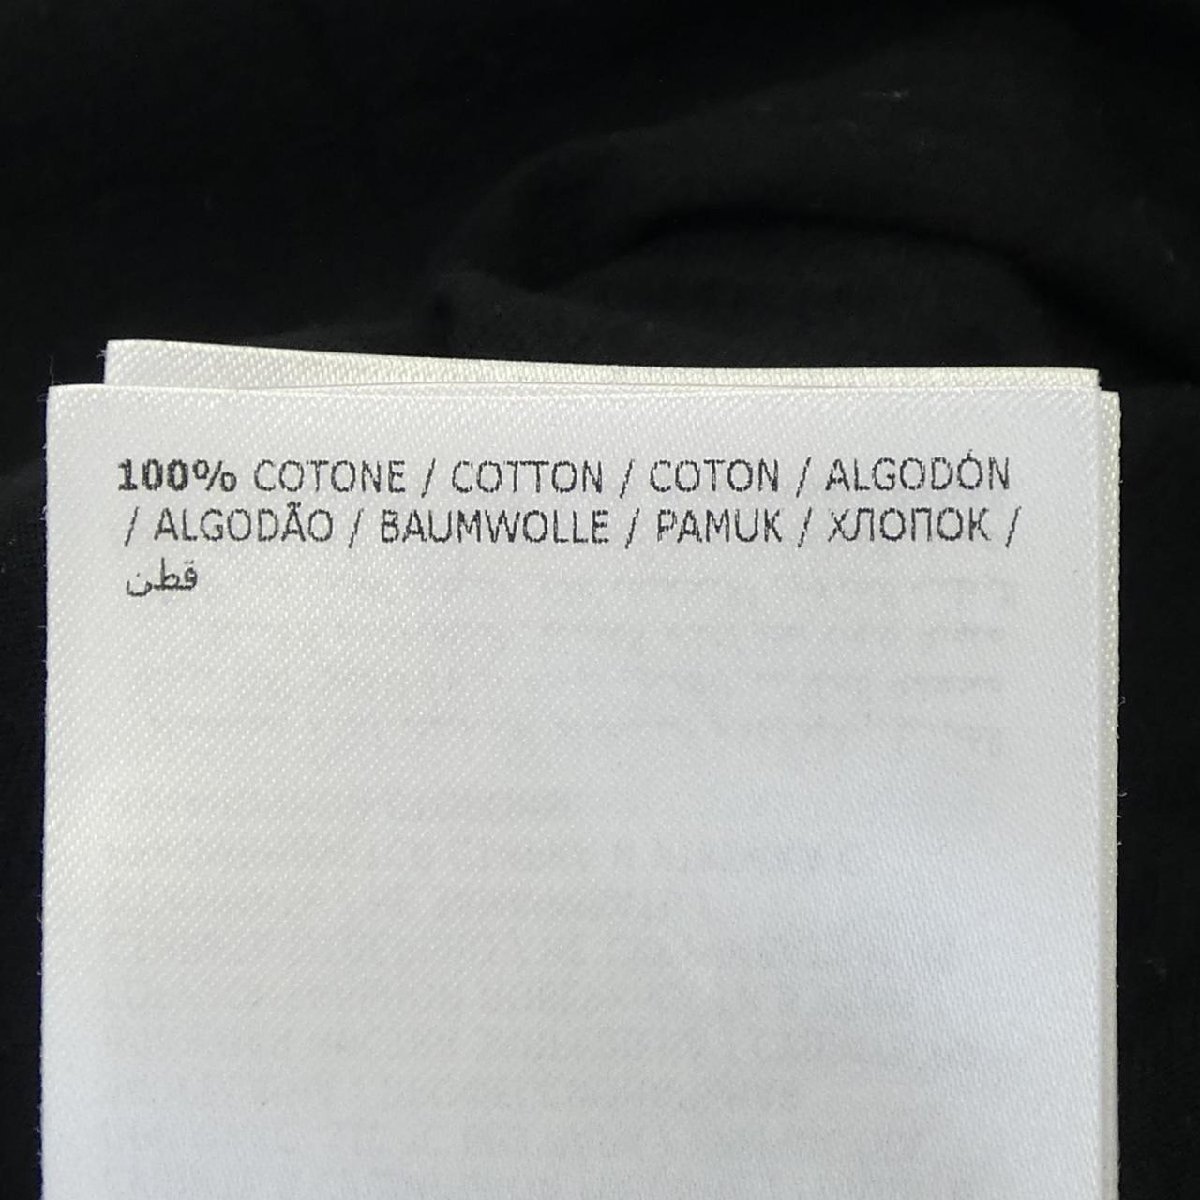 100% COTONE / COTTON / COTON / ALGODÓN
/ ALGODÃO / BAUMWOLLE / PAMUK / ХЛОПОК /
قطن